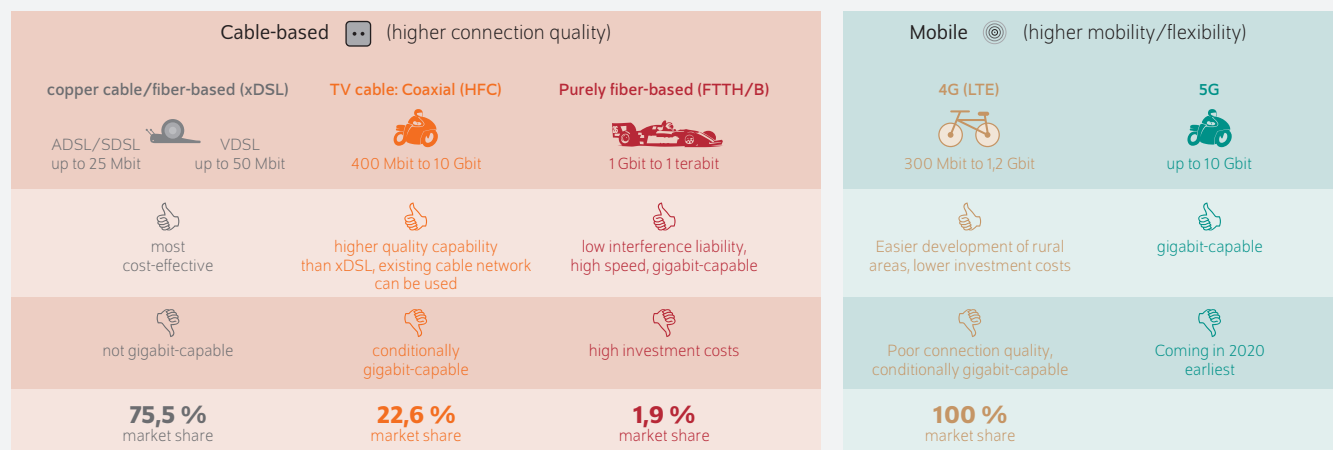 Cable-based (higher connection quality)
Mobile (higher mobility/flexibility)
copper cable/fiber-based (xDSL)
ADSL/SDSL
up to 25 Mbit
VDSL
up to 50 Mbit
TV cable: Coaxial (HFC)
400 Mbit to 10 Gbit
Purely fiber-based (FTTH/B)
1 Gbit to 1 terabit
4G (LTE)
300 Mbit to 1,2 Gbit
5G
up to 10 Gbit
most
cost-effective
higher quality capability
than xDSL, existing cable network
can be used
low interference liability,
high speed, gigabit-capable
Easier development of rural
areas, lower investment costs
gigabit-capable
not gigabit-capable
conditionally
gigabit-capable
high investment costs
Poor connection quality,
conditionally gigabit-capable
Coming in 2020
earliest
75,5 %
market share
22,6 %
market share
1,9 %
market share
100 %
market share